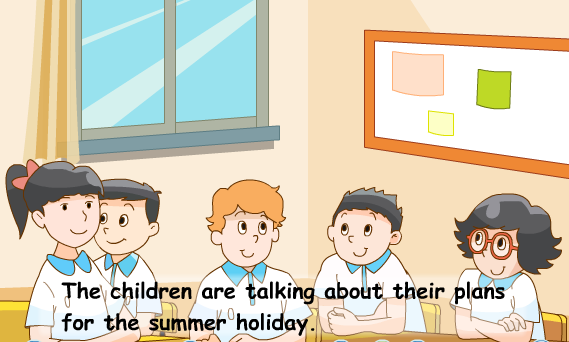 The children are talking about their plans
for the summer holiday.